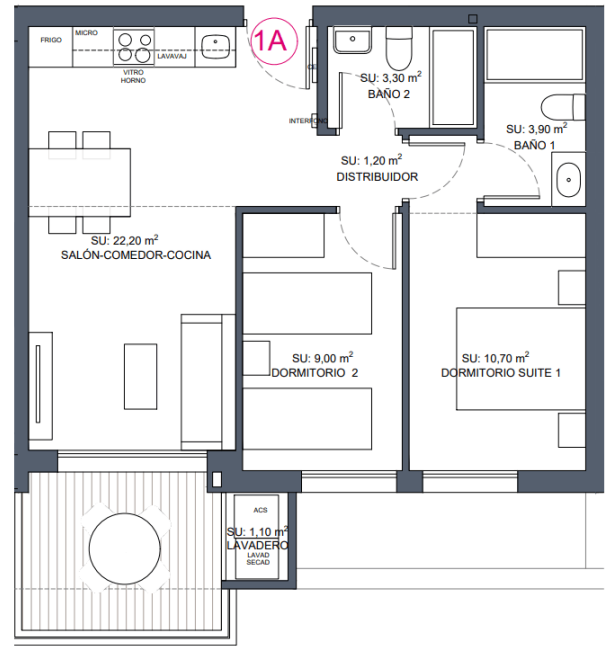 1A
FRIGO
MICRO
VITRO
HORNO
LAVAVAJ
SU: 3,30 m²
BAÑO 2
CE
INTERFONO
SU: 3,90 m²
BAÑO 1
SU: 1,20 m²
DISTRIBUIDOR
SU: 22,20 m²
SALÓN-COMEDOR-COCINA
SU: 9,00 m²
DORMITORIO 2
SU: 10,70 m²
DORMITORIO SUITE 1
ACS
SU: 1,10 m²
LAVADERO
LAVAD
SECAD